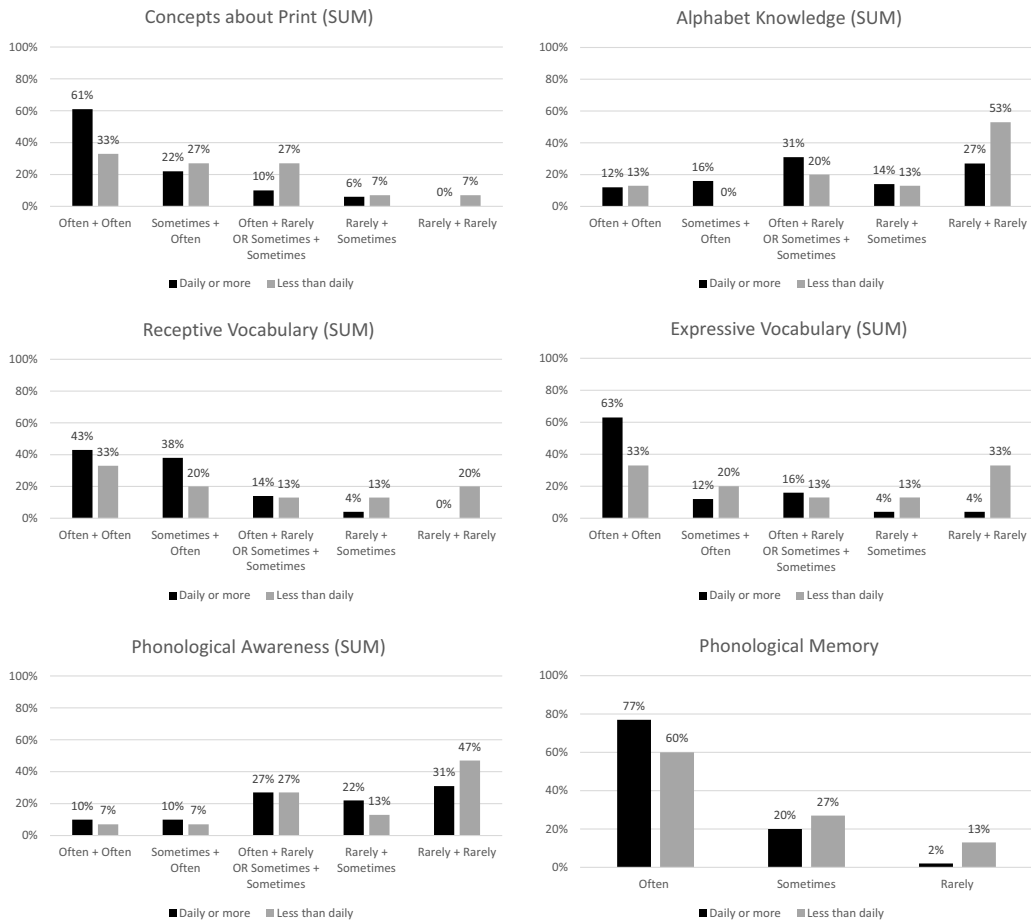 Concepts about Print (SUM)
100%
80%
60%
40%
20%
0%
61%
33%
22%
27%
10%
27%
6%
7%
0%
7%
Often + Often
Sometimes +
Often
Often + Rarely
OR Sometimes +
Sometimes
Rarely +
Sometimes
Rarely + Rarely
Daily or more
Less than daily
Alphabet Knowledge (SUM)
100%
80%
60%
40%
20%
0%
12%
13%
16%
0%
31%
20%
14%
13%
27%
53%
Often + Often
Sometimes +
Often
Often + Rarely
OR Sometimes +
Sometimes
Rarely +
Sometimes
Rarely + Rarely
Daily or more
Less than daily
Receptive Vocabulary (SUM)
100%
80%
60%
40%
20%
0%
43%
33%
38%
20%
14%
13%
4%
13%
0%
20%
Often + Often
Sometimes +
Often
Often + Rarely
OR Sometimes +
Sometimes
Rarely +
Sometimes
Rarely + Rarely
Daily or more
Less than daily
Expressive Vocabulary (SUM)
100%
80%
60%
40%
20%
0%
63%
33%
12%
20%
16%
13%
4%
13%
4%
33%
Often + Often
Sometimes +
Often
Often + Rarely
OR Sometimes +
Sometimes
Rarely +
Sometimes
Rarely + Rarely
Daily or more
Less than daily
Phonological Awareness (SUM)
100%
80%
60%
40%
20%
0%
10%
7%
10%
7%
27%
27%
22%
13%
31%
47%
Often + Often
Sometimes +
Often
Often + Rarely
OR Sometimes +
Sometimes
Rarely +
Sometimes
Rarely + Rarely
Daily or more
Less than daily
Phonological Memory
100%
80%
60%
40%
20%
0%
77%
60%
20%
27%
2%
13%
Often
Sometimes
Rarely
Daily or more
Less than daily